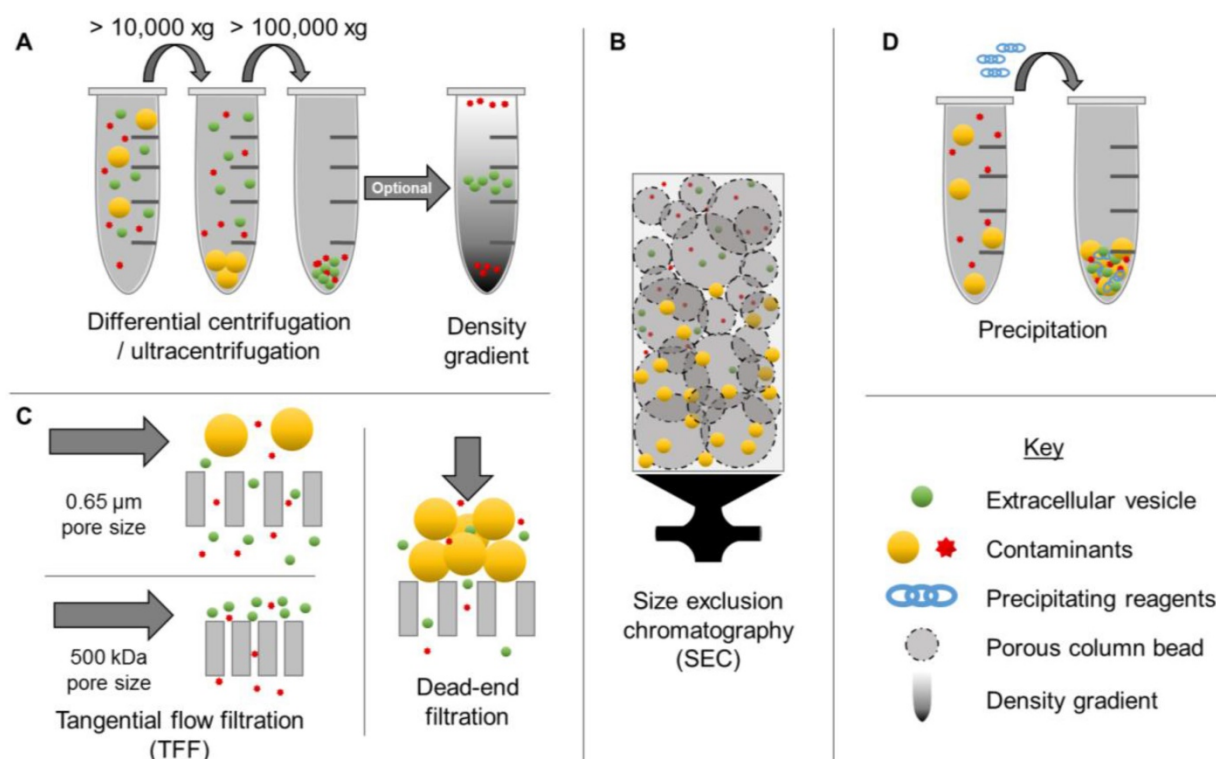 A
> 10,000 xg
> 100,000 xg
Optional
Differential centrifugation
/ ultracentrifugation
Density
gradient
B
Size exclusion
chromatography
(SEC)
C
0.65 µm
pore size
500 kDa
pore size
Tangential flow filtration
(TFF)
Dead-end
filtration
D
Precipitation
Key
Extracellular vesicle
Contaminants
Precipitating reagents
Porous column bead
Density gradient